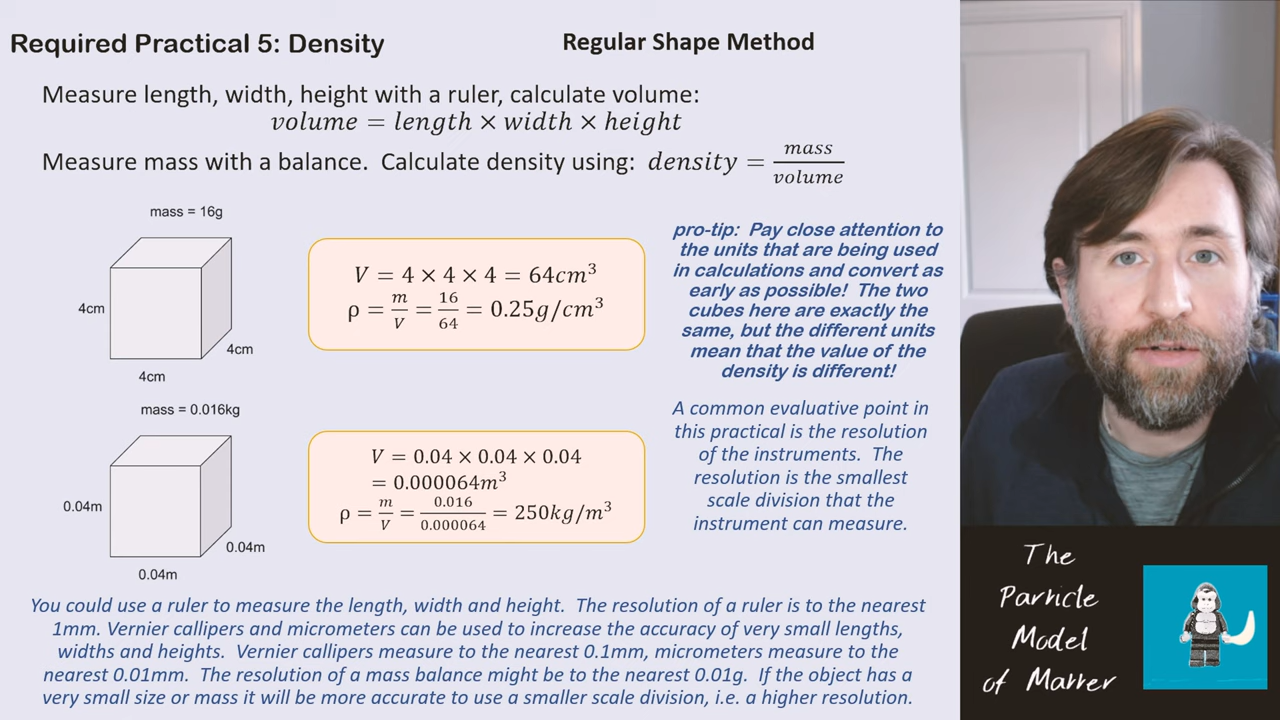 Required Practical 5: Density
Regular Shape Method
Measure length, width, height with a ruler, calculate volume:
volume = length × width × height
Measure mass with a balance. Calculate density using: density = mass/volume
mass = 16g
4cm
4cm
4cm
V = 4 × 4 × 4 = 64cm³
ρ = m/V = 16/64 = 0.25g/cm³
pro-tip: Pay close attention to
the units that are being used
in calculations and convert as
early as possible! The two
cubes here are exactly the
same, but the different units
mean that the value of the
density is different!
mass = 0.016kg
0.04m
0.04m
0.04m
V = 0.04 × 0.04 × 0.04
= 0.000064m³
ρ = m/V = 0.016/0.000064 = 250kg/m³
A common evaluative point in
this practical is the resolution
of the instruments. The
resolution is the smallest
scale division that the
instrument can measure.
You could use a ruler to measure the length, width and height. The resolution of a ruler is to the nearest
1mm. Vernier callipers and micrometers can be used to increase the accuracy of very small lengths,
widths and heights. Vernier callipers measure to the nearest 0.1mm, micrometers measure to the
nearest 0.01mm. The resolution of a mass balance might be to the nearest 0.01g. If the object has a
very small size or mass it will be more accurate to use a smaller scale division, i.e. a higher resolution.
The
Particle
Model
of Matter